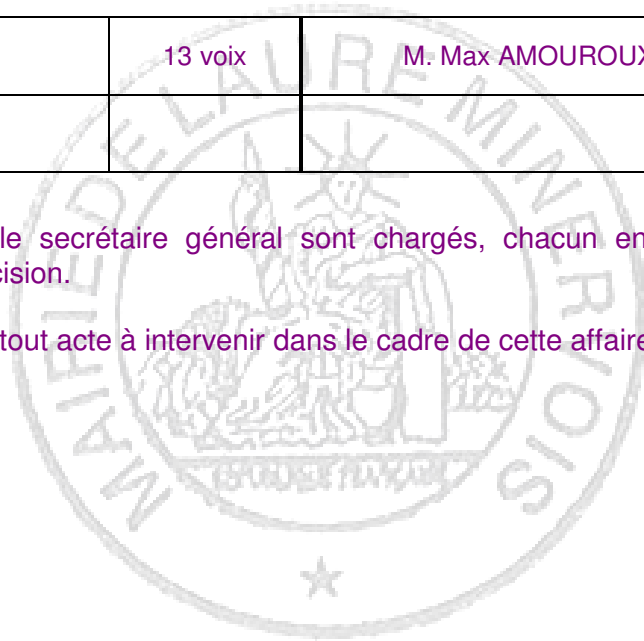 13 voix M. Max AMOUROUX
le secrétaire général sont chargés, chacun en
cision.
tout acte à intervenir dans le cadre de cette affaire
MAIRIE DE LAURE MINERVOIS